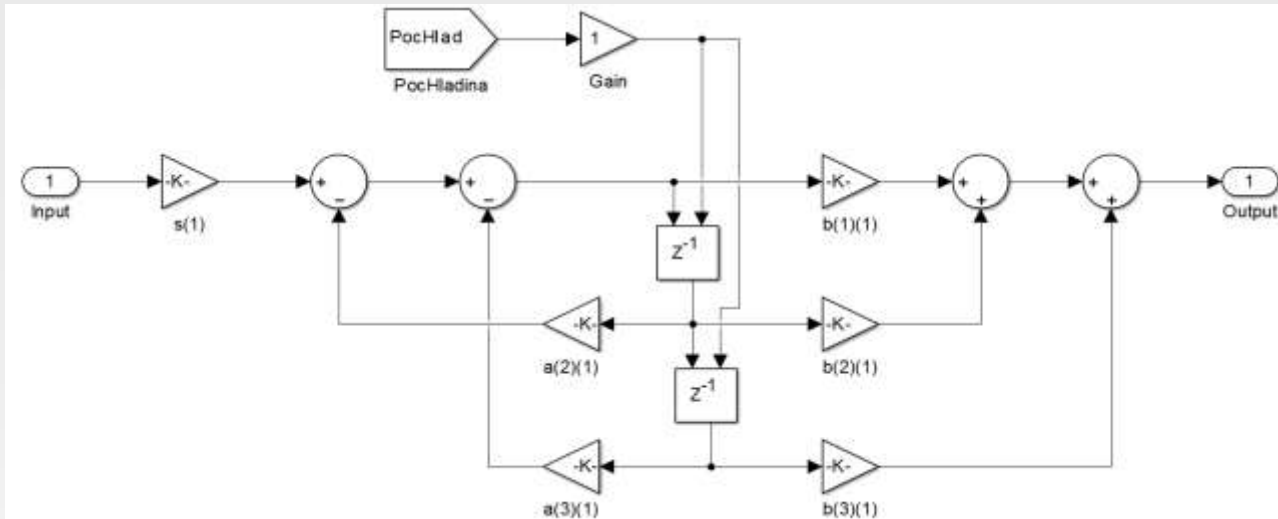 PocHlad
1
PocHladina
Gain
1
-K-
+
−
+
−
-K-
+
+
+
+
1
Input
s(1)
b(1)(1)
Output
Z-1
-K-
-K-
a(2)(1)
b(2)(1)
Z-1
-K-
-K-
a(3)(1)
b(3)(1)